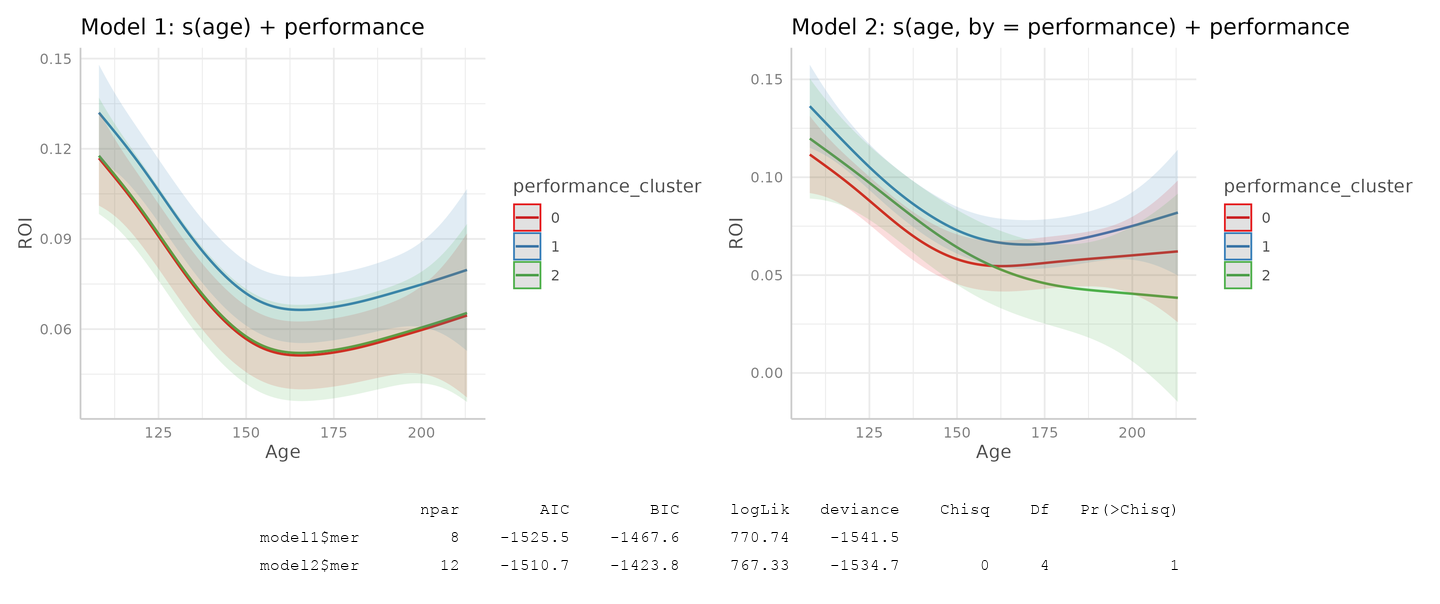 Model 1: s(age) + performance
0.15
0.12
0.09
0.06
ROI
125 150 175 200
Age
performance_cluster
0
1
2
Model 2: s(age, by = performance) + performance
0.15
0.10
0.05
0.00
ROI
125 150 175 200
Age
performance_cluster
0
1
2
npar AIC BIC logLik deviance Chisq Df Pr(>Chisq)
model1$mer 8 -1525.5 -1467.6 770.74 -1541.5
model2$mer 12 -1510.7 -1423.8 767.33 -1534.7 0 4 1